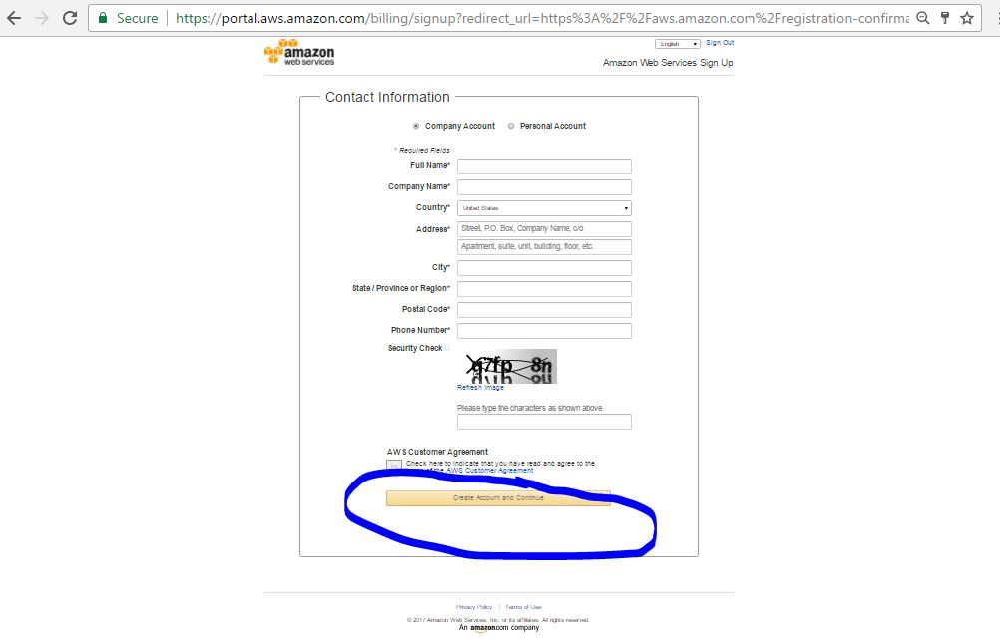 Secure
https://portal.aws.amazon.com/billing/signup?redirect_url=https%3A%2F%2Faws.amazon.com%2Fregistration-confirma
amazon
web services
English
Sign Out
Amazon Web Services Sign Up
Contact Information
Company Account Personal Account
* Required Fields
Full Name*
Company Name*
Country* United States
Address* Street, P.O. Box, Company Name, c/o
Apartment, suite, unit, building, floor, etc.
City*
State / Province or Region*
Postal Code*
Phone Number*
Security Check
Refresh Image
Please type the characters as shown above
AWS Customer Agreement
Check here to indicate that you have read and agree to the
of the AWS Customer Agreement
Create Account and Continue
Privacy Policy | Terms of Use
© 2017 Amazon Web Services, Inc. or its affiliates. All rights reserved.
An amazon.com company